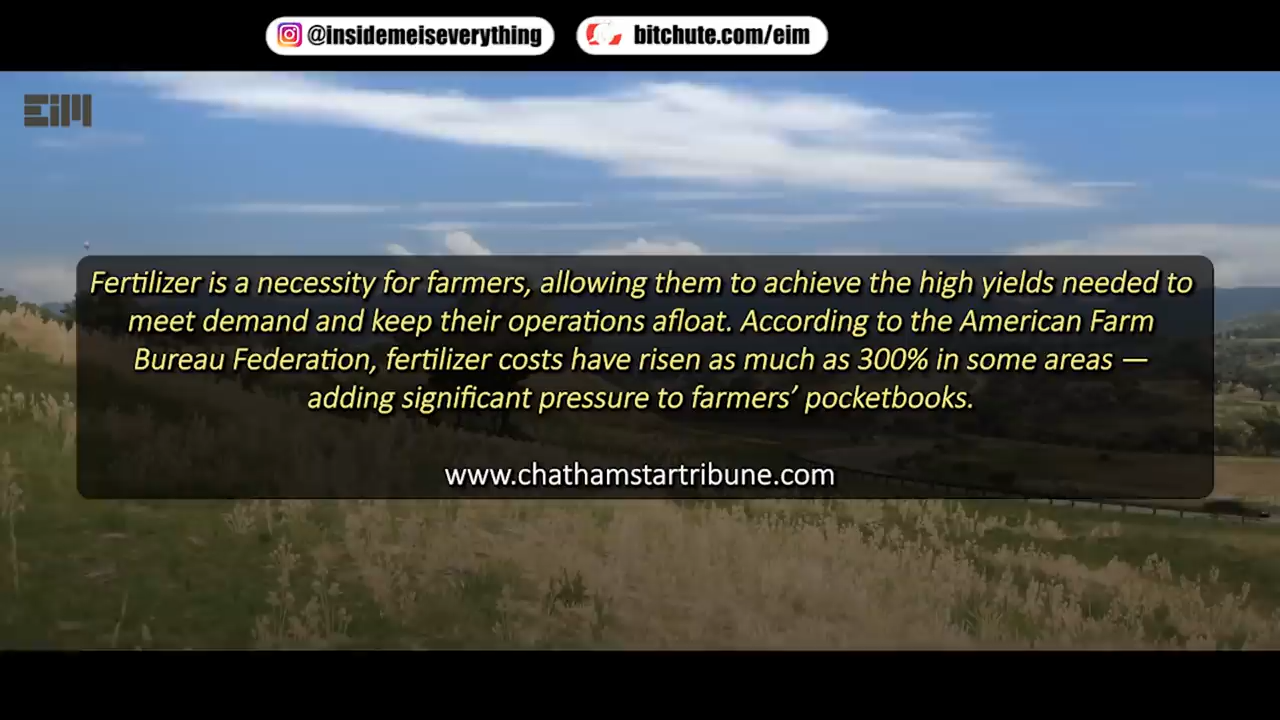 @insidemeiseverything
bitchute.com/eim
EiM
Fertilizer is a necessity for farmers, allowing them to achieve the high yields needed to
meet demand and keep their operations afloat. According to the American Farm
Bureau Federation, fertilizer costs have risen as much as 300% in some areas —
adding significant pressure to farmers’ pocketbooks.
www.chathamstartribune.com